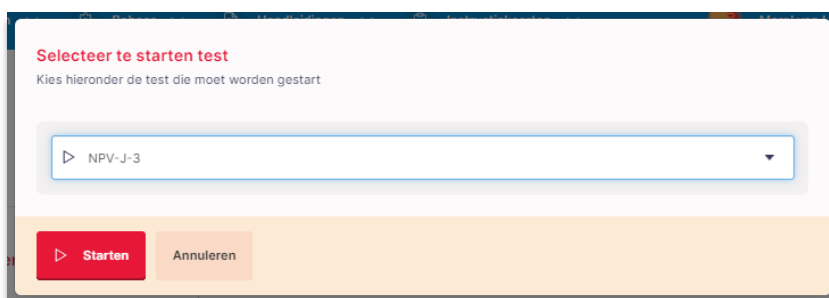 Selecteer te starten test
Kies hieronder de test die moet worden gestart
NPV-J-3
Starten
Annuleren